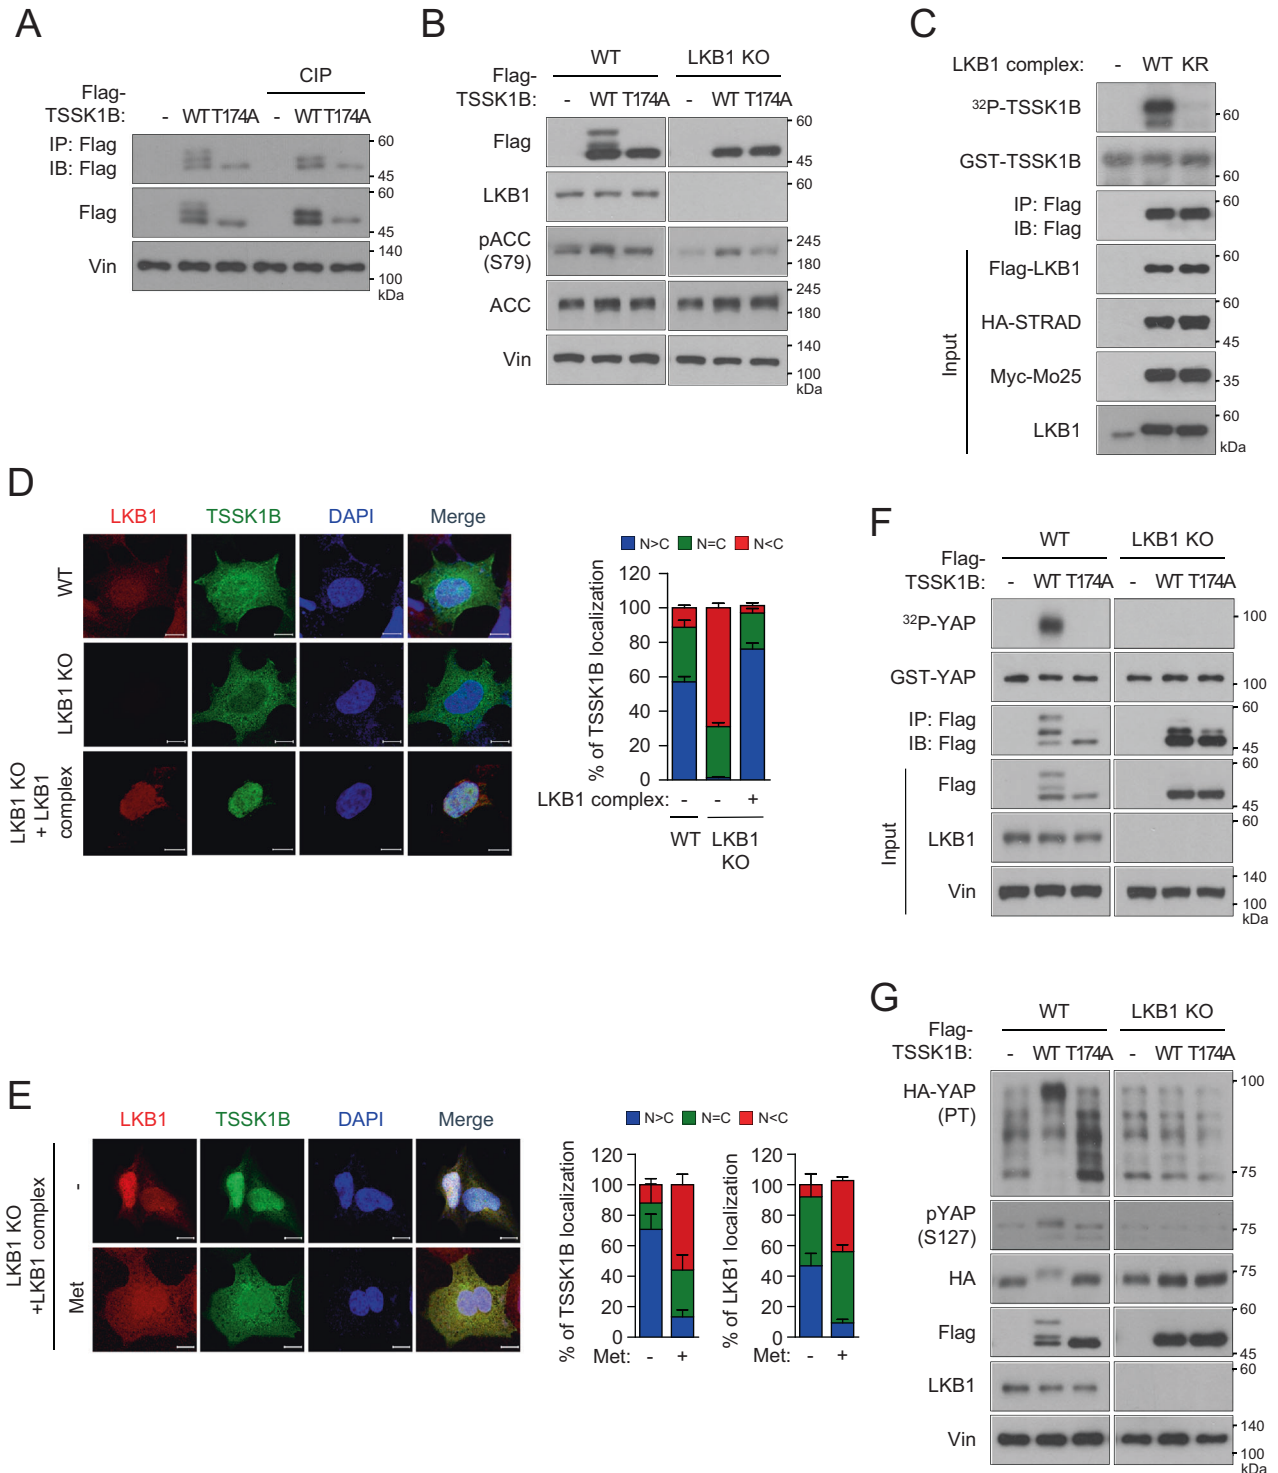 A
CIP
Flag-
TSSK1B: - WT T174A - WT T174A
IP: Flag
IB: Flag
60
45
Flag
60
45
Vin
140
100
kDa
B
WT LKB1 KO
Flag-
TSSK1B: - WT T174A - WT T174A
Flag
60
45
LKB1
60
pACC
(S79)
245
180
ACC
245
180
Vin
140
100
kDa
C
LKB1 complex: - WT KR
32P-TSSK1B
60
GST-TSSK1B
60
IP: Flag
IB: Flag
60
Input
Flag-LKB1
60
HA-STRAD
60
45
Myc-Mo25
35
LKB1
60
kDa
D
LKB1 TSSK1B DAPI Merge
WT
LKB1 KO
LKB1 KO
+ LKB1
complex
N>C N=C N<C
% of TSSK1B localization
120
100
80
60
40
20
0
LKB1 complex: - - +
WT LKB1
KO
E
LKB1 TSSK1B DAPI Merge
LKB1 KO
+LKB1 complex
-
Met
N>C N=C N<C
% of TSSK1B localization
120
100
80
60
40
20
0
Met: - +
% of LKB1 localization
120
100
80
60
40
20
0
Met: - +
F
WT LKB1 KO
Flag-
TSSK1B: - WT T174A - WT T174A
32P-YAP
100
GST-YAP
100
IP: Flag
IB: Flag
60
45
Input
Flag
60
45
LKB1
60
Vin
140
100
kDa
G
WT LKB1 KO
Flag-
TSSK1B: - WT T174A - WT T174A
HA-YAP
(PT)
100
75
pYAP
(S127)
75
HA
75
Flag
60
45
LKB1
60
Vin
140
100
kDa